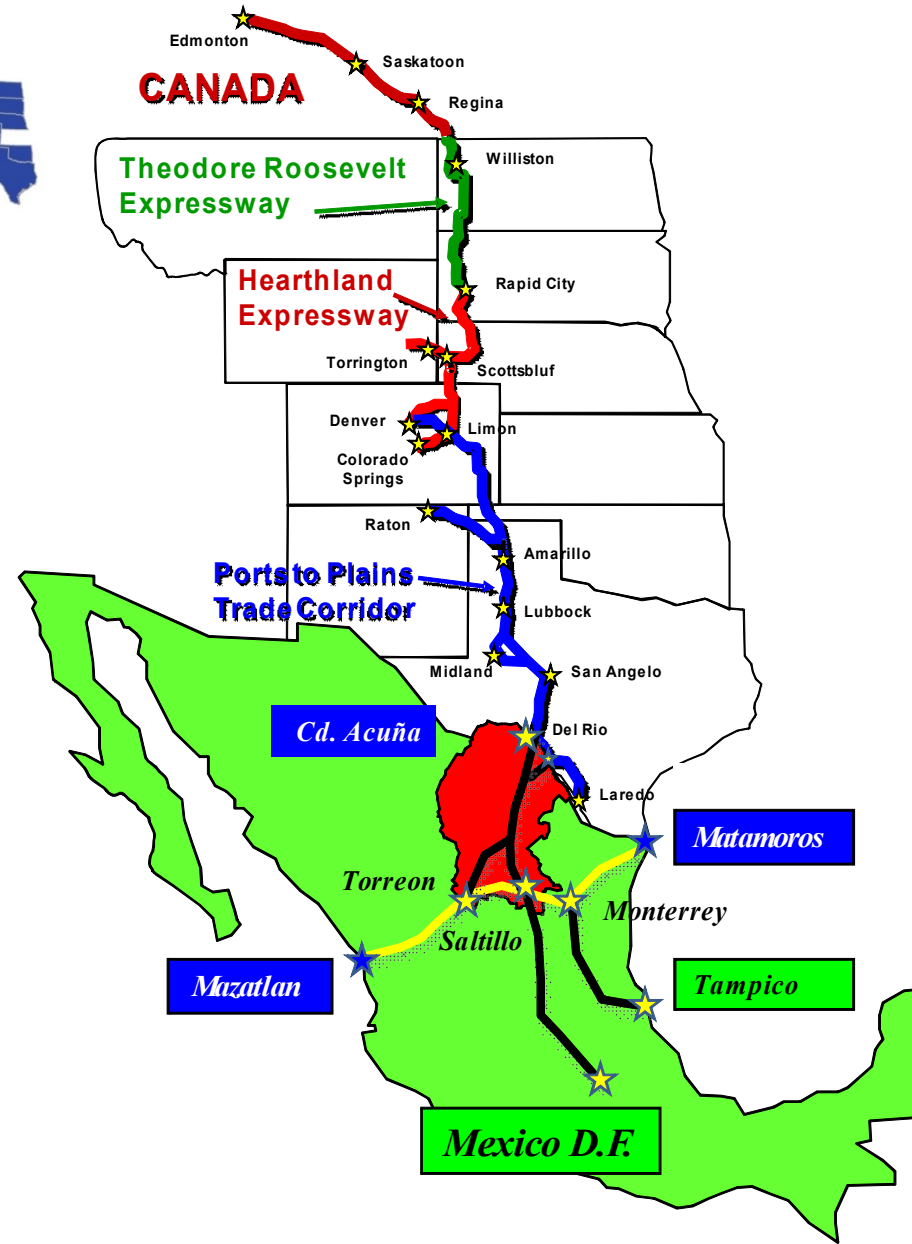 Edmonton
Saskatoon
CANADA
Regina
Williston
Theodore Roosevelt
Expressway
Rapid City
Hearthland
Expressway
Torrington
Scottsbluf
Denver
Limon
Colorado
Springs
Raton
Amarillo
Ports to Plains
Trade Corridor
Lubbock
Midland
San Angelo
Cd. Acuña
Del Rio
Laredo
Matamoros
Torreon
Monterrey
Saltillo
Mazatlan
Tampico
Mexico D.F.